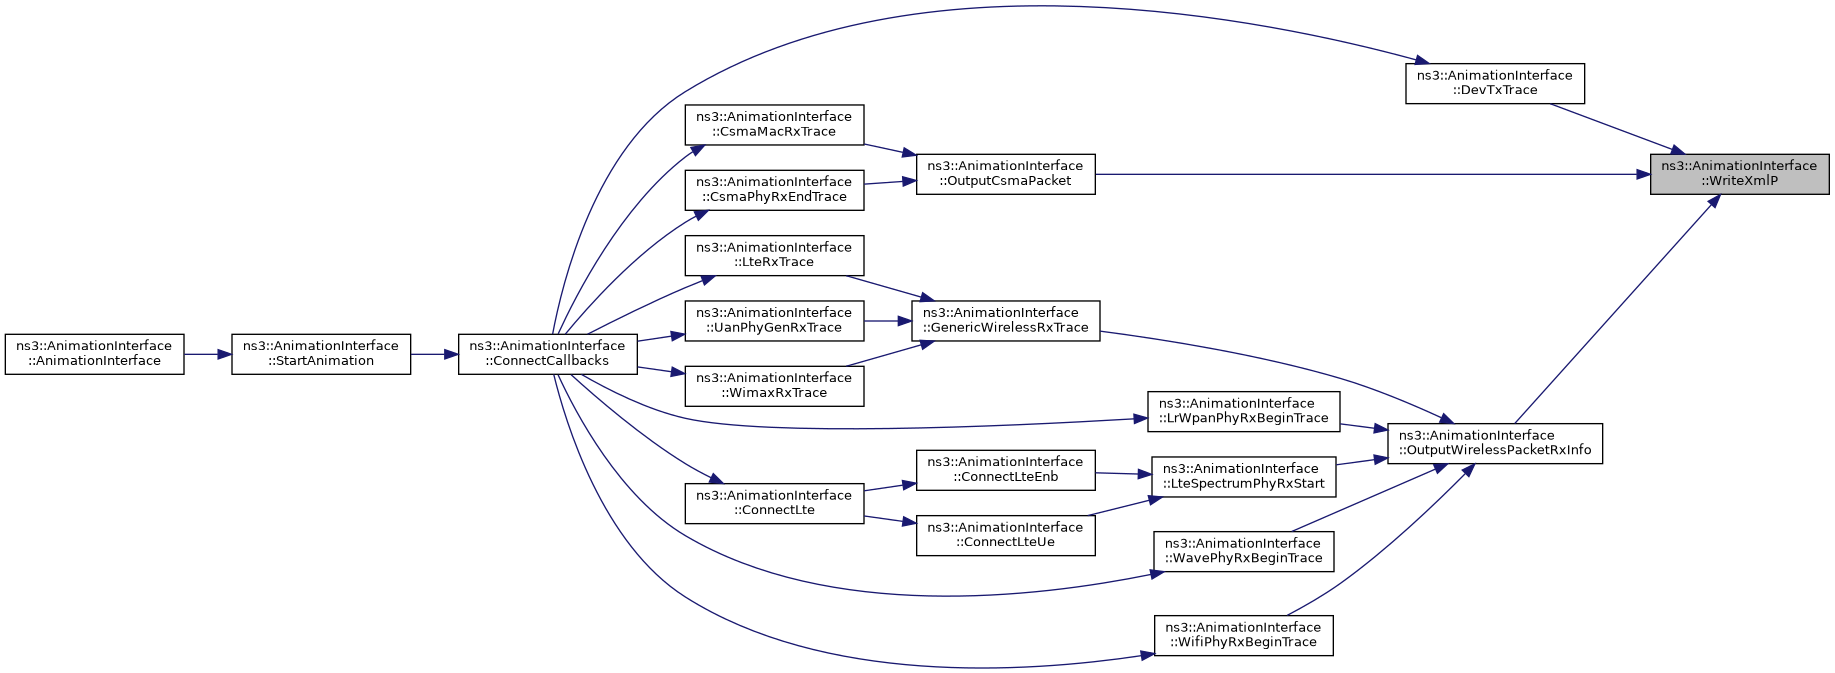 ns3::AnimationInterface
::AnimationInterface
ns3::AnimationInterface
::StartAnimation
ns3::AnimationInterface
::ConnectCallbacks
ns3::AnimationInterface
::CsmaMacRxTrace
ns3::AnimationInterface
::CsmaPhyRxEndTrace
ns3::AnimationInterface
::LteRxTrace
ns3::AnimationInterface
::UanPhyGenRxTrace
ns3::AnimationInterface
::WimaxRxTrace
ns3::AnimationInterface
::ConnectLte
ns3::AnimationInterface
::OutputCsmaPacket
ns3::AnimationInterface
::GenericWirelessRxTrace
ns3::AnimationInterface
::ConnectLteEnb
ns3::AnimationInterface
::ConnectLteUe
ns3::AnimationInterface
::LrWpanPhyRxBeginTrace
ns3::AnimationInterface
::LteSpectrumPhyRxStart
ns3::AnimationInterface
::WavePhyRxBeginTrace
ns3::AnimationInterface
::WifiPhyRxBeginTrace
ns3::AnimationInterface
::DevTxTrace
ns3::AnimationInterface
::OutputWirelessPacketRxInfo
ns3::AnimationInterface
::WriteXmlP